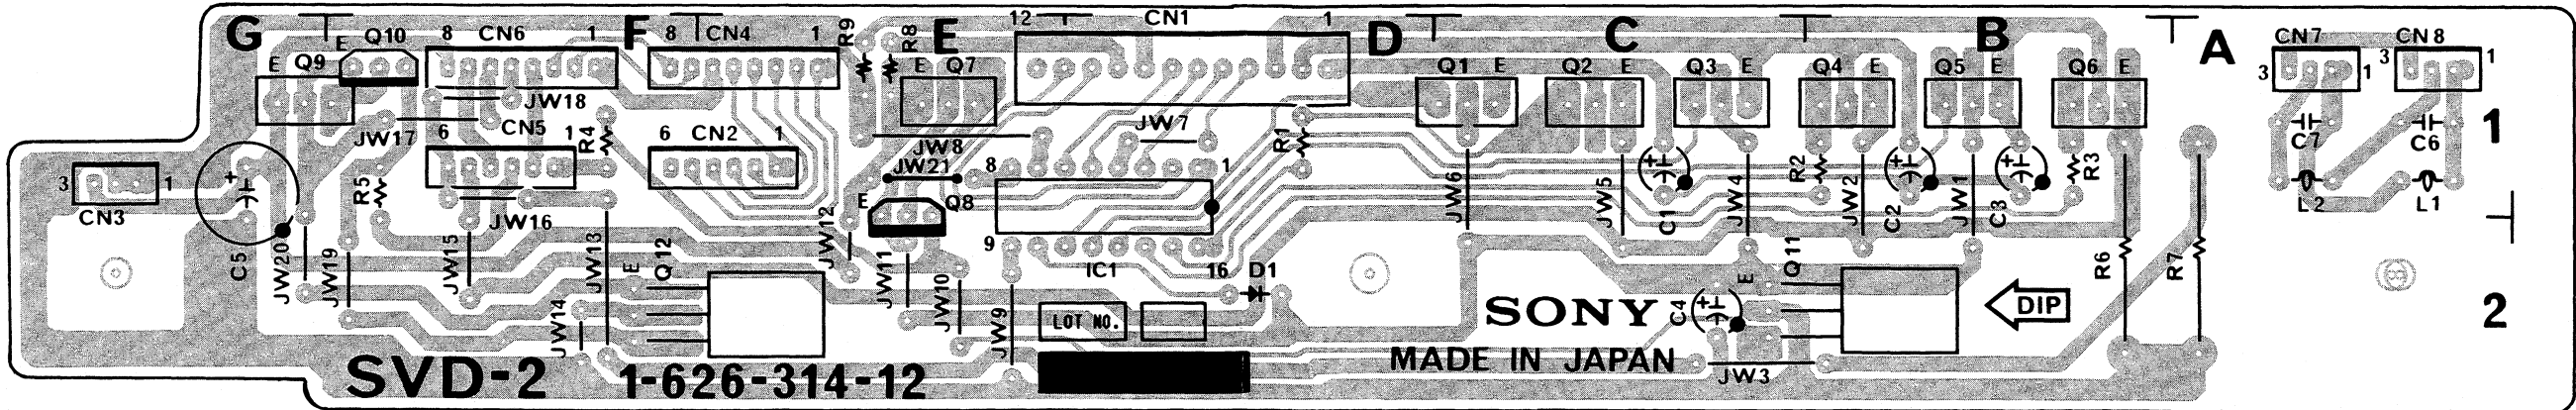 G F E D C B A
12 CN1 1
E Q10
8 CN6 1
8 CN4 1
R9 R8
CN7 CN8
E Q9
E Q7
Q1 E
Q2 E
Q3 E
Q4 E
Q5 E
Q6 E
3 1 3 1
JW18
JW17
6 CN5 1
R4
6 CN2 1
JW8
JW7
R1
C7 C6
1
3 1
CN3
R5
JW16
JW21
8 1
E Q8
JW6
JW5
C1
JW4
R2
JW2
C2
JW1
C3
R3
L2 L1
C5
JW20
JW19
JW15
JW13
E Q12
JW12
JW11
JW10
9 IC1 16
D1
E Q11
R6
R7
JW14
JW9
LOT NO.
SONY
C4
DIP
2
SVD-2 1-626-314-12
MADE IN JAPAN
JW3